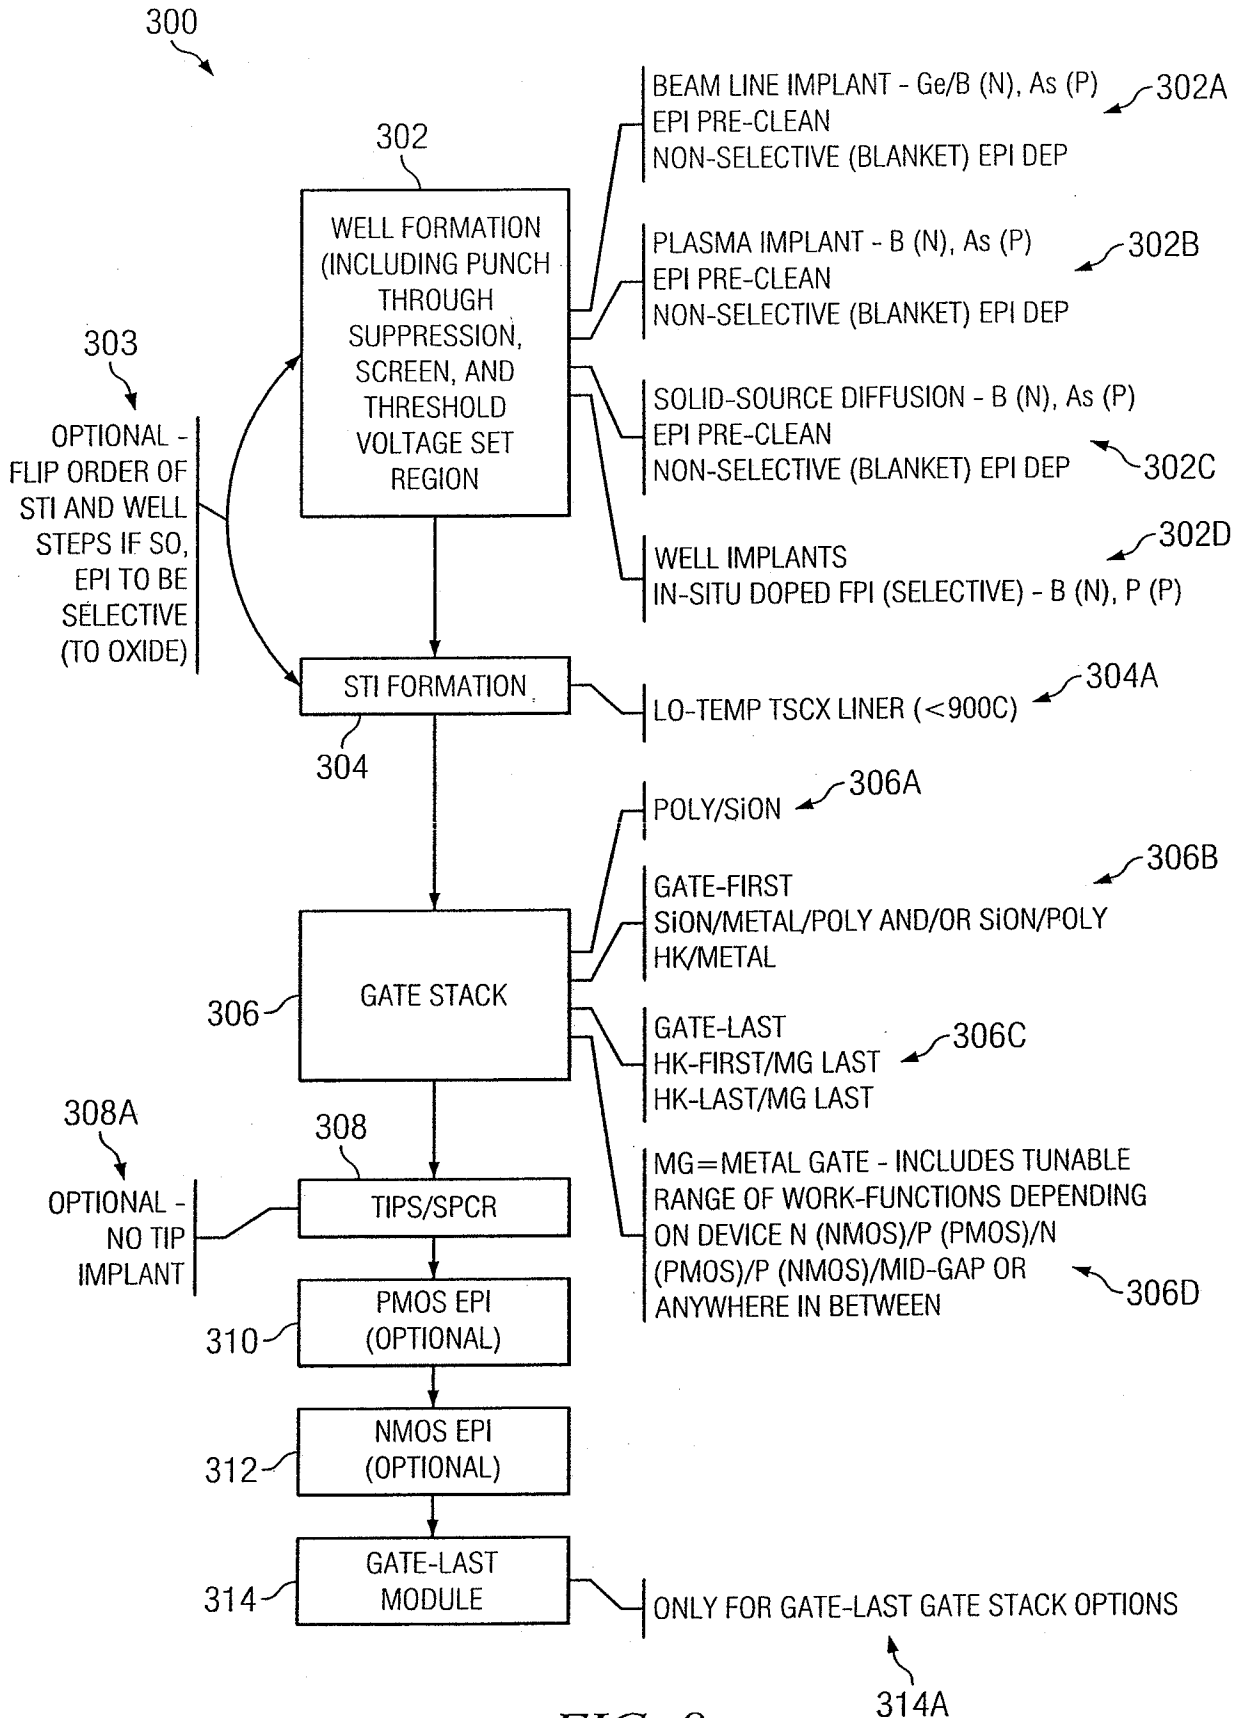 300
BEAM LINE IMPLANT - Ge/B (N), As (P)
EPI PRE-CLEAN
NON-SELECTIVE (BLANKET) EPI DEP
302A
302
WELL FORMATION
(INCLUDING PUNCH
THROUGH
SUPPRESSION,
SCREEN, AND
THRESHOLD
VOLTAGE SET
REGION
PLASMA IMPLANT - B (N), As (P)
EPI PRE-CLEAN
NON-SELECTIVE (BLANKET) EPI DEP
302B
303
OPTIONAL -
FLIP ORDER OF
STI AND WELL
STEPS IF SO,
EPI TO BE
SELECTIVE
(TO OXIDE)
SOLID-SOURCE DIFFUSION - B (N), As (P)
EPI PRE-CLEAN
NON-SELECTIVE (BLANKET) EPI DEP
302C
302D
WELL IMPLANTS
IN-SITU DOPED FPI (SELECTIVE) - B (N), P (P)
STI FORMATION
304
304A
LO-TEMP TSCX LINER (<900C)
306A
POLY/SiON
306B
GATE-FIRST
SiON/METAL/POLY AND/OR SiON/POLY
HK/METAL
GATE STACK
306
GATE-LAST
HK-FIRST/MG LAST
HK-LAST/MG LAST
306C
308A
OPTIONAL -
NO TIP
IMPLANT
308
TIPS/SPCR
MG=METAL GATE - INCLUDES TUNABLE
RANGE OF WORK-FUNCTIONS DEPENDING
ON DEVICE N (NMOS)/P (PMOS)/N
(PMOS)/P (NMOS)/MID-GAP OR
ANYWHERE IN BETWEEN
306D
PMOS EPI
(OPTIONAL)
310
NMOS EPI
(OPTIONAL)
312
GATE-LAST
MODULE
314
ONLY FOR GATE-LAST GATE STACK OPTIONS
314A